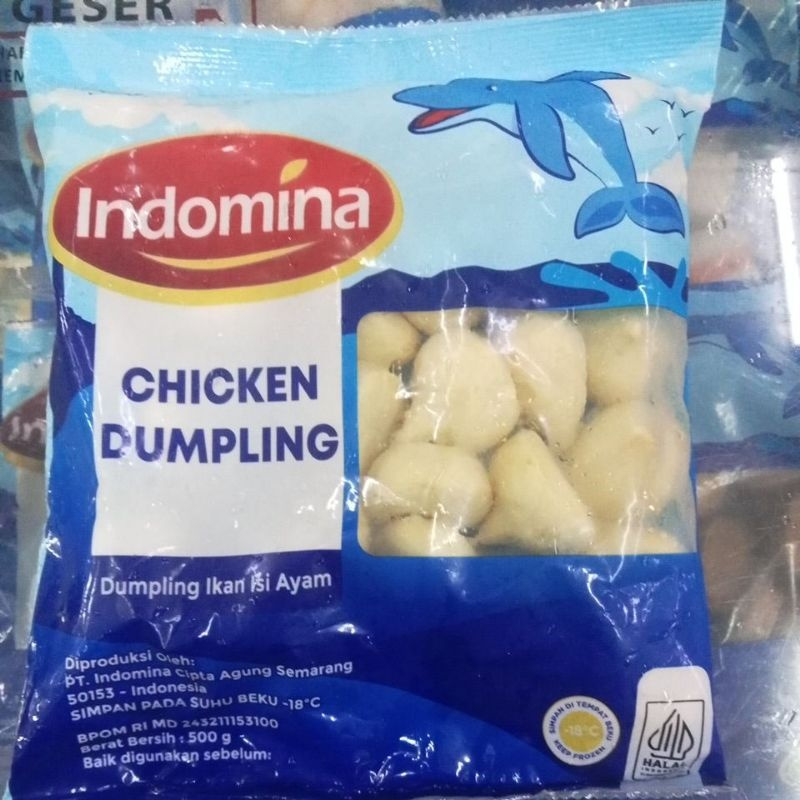 GESER
Indomina
CHICKEN
DUMPLING
Dumpling Ikan Isi Ayam
Diproduksi Oleh:
PT. Indomina Cipta Agung Semarang
50153 - Indonesia
SIMPAN PADA SUHU BEKU -18°C
BPOM RI MD 243211153100
Berat Bersih : 500 g
Baik digunakan sebelum:
SIMPAN DI TEMPAT BEKU
-18°C
KEEP FROZEN
HALAL
INDONESIA